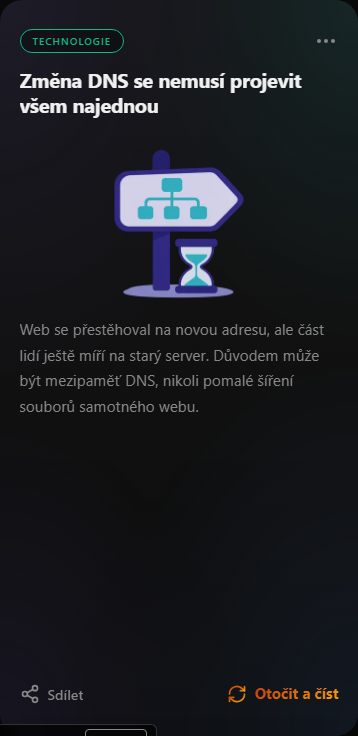 TECHNOLOGIE
Změna DNS se nemusí projevit
všem najednou
Web se přestěhoval na novou adresu, ale část
lidí ještě míří na starý server. Důvodem může
být mezipaměť DNS, nikoli pomalé šíření
souborů samotného webu.
Sdílet
Otočit a číst